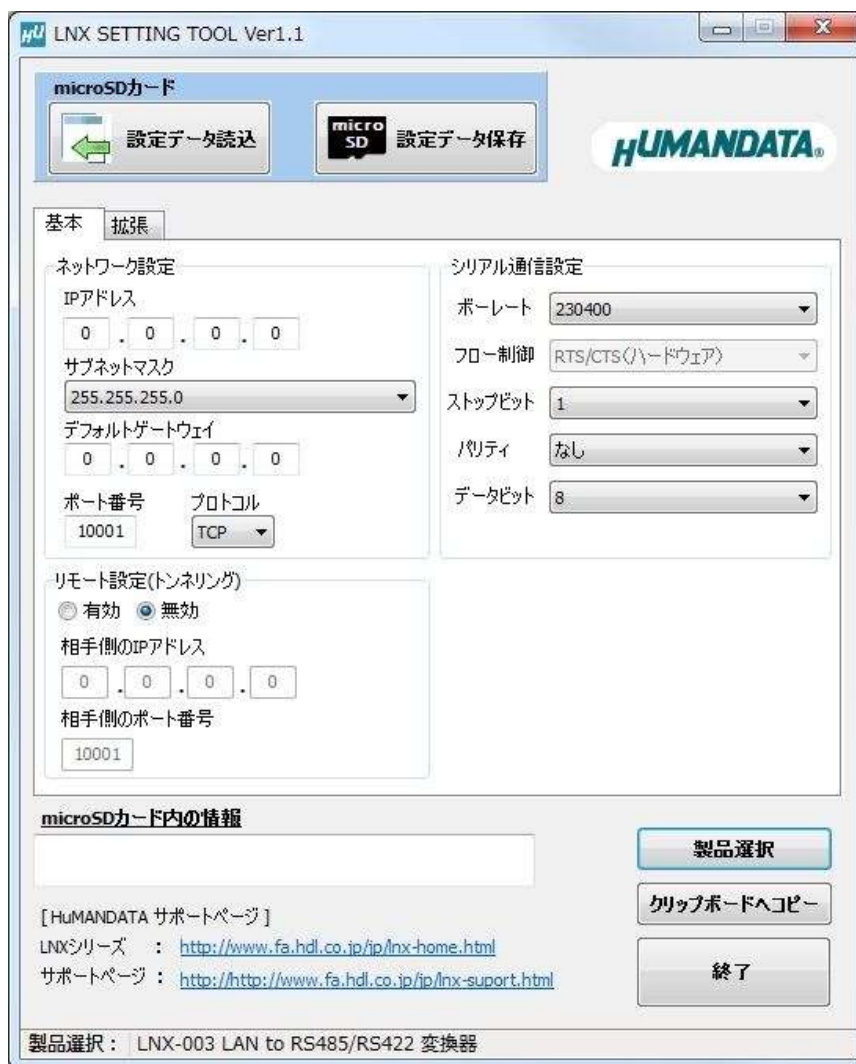 HU LNX SETTING TOOL Ver1.1
microSDカード
設定データ読込
micro SD 設定データ保存
HUMANDATA®
基本 拡張
ネットワーク設定
IPアドレス
0 . 0 . 0 . 0
サブネットマスク
255.255.255.0
デフォルトゲートウェイ
0 . 0 . 0 . 0
ポート番号 プロトコル
10001 TCP
シリアル通信設定
ボーレート 230400
フロー制御 RTS/CTS(ハードウェア)
ストップビット 1
パリティ なし
データビット 8
リモート設定(トンネリング)
有効 無効
相手側のIPアドレス
0 . 0 . 0 . 0
相手側のポート番号
10001
microSDカード内の情報
製品選択
クリップボードへコピー
終了
[HuMANDATA サポートページ]
LNXシリーズ : http://www.fa.hdl.co.jp/jp/lnx-home.html
サポートページ : http://http://www.fa.hdl.co.jp/jp/lnx-suport.html
製品選択: LNX-003 LAN to RS485/RS422 変換器